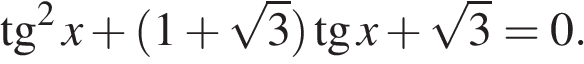 tg² x + (1 + √3) tg x + √3 = 0.